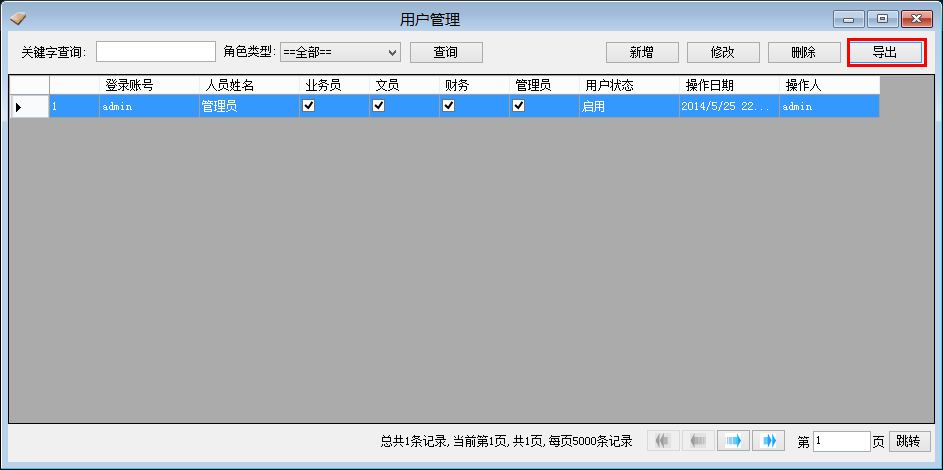 用户管理
关键字查询: 角色类型: ==全部== 查询 新增 修改 删除 导出
登录账号 人员姓名 业务员 文员 财务 管理员 用户状态 操作日期 操作人
1 admin 管理员 启用 2014/5/25 22... admin
总共1条记录, 当前第1页, 共1页, 每页5000条记录 第 1 页 跳转